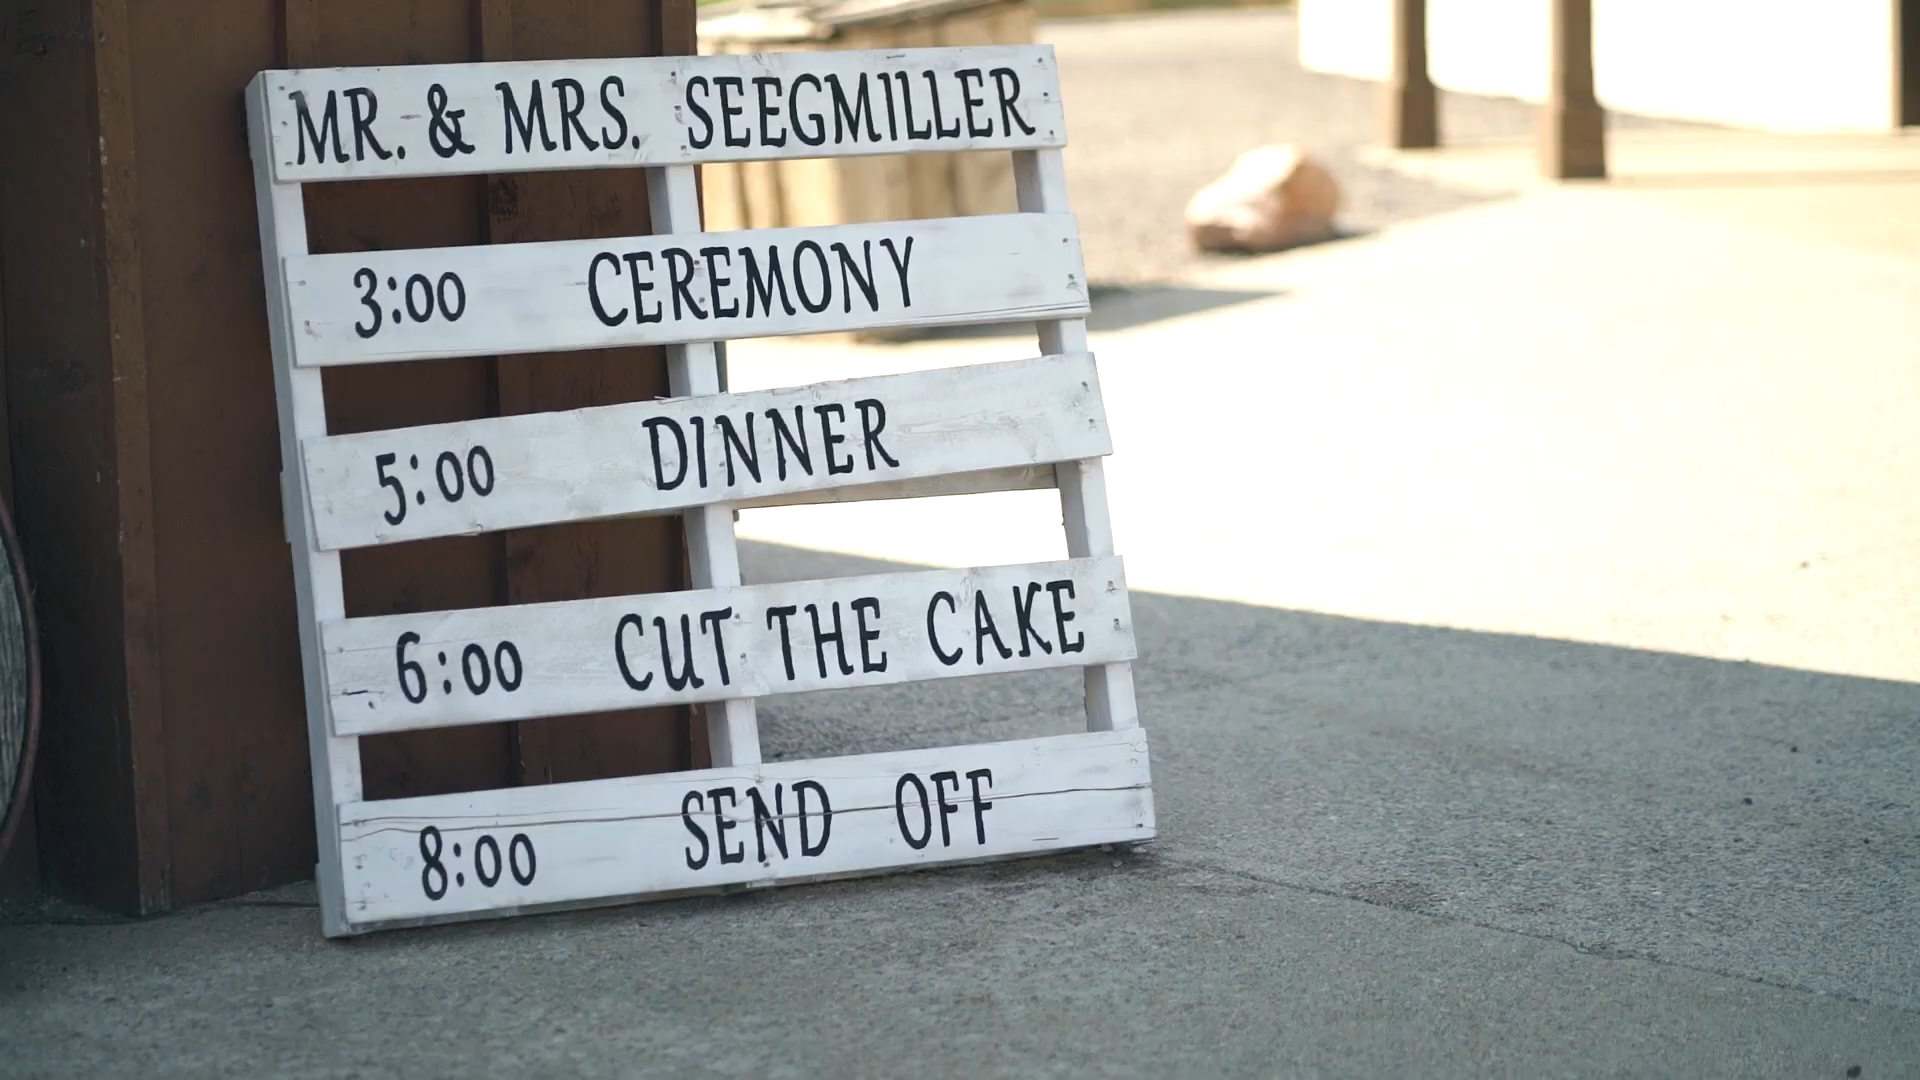 MR. & MRS. SEEGMILLER
3:00 CEREMONY
5:00 DINNER
6:00 CUT THE CAKE
8:00 SEND OFF